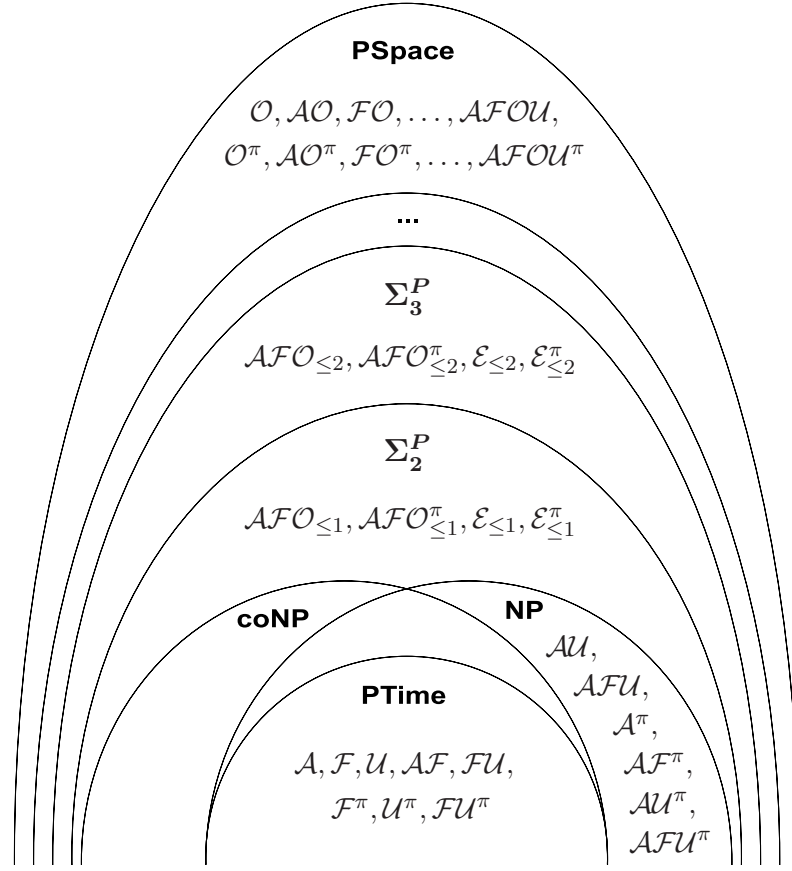 PSpace
𝒪, 𝒜𝒪, ℱ𝒪, …, 𝒜ℱ𝒪𝒰,
𝒪^π, 𝒜𝒪^π, ℱ𝒪^π, …, 𝒜ℱ𝒪𝒰^π
...
Σ₃^P
𝒜ℱ𝒪_{≤2}, 𝒜ℱ𝒪^π_{≤2}, ℰ_{≤2}, ℰ^π_{≤2}
Σ₂^P
𝒜ℱ𝒪_{≤1}, 𝒜ℱ𝒪^π_{≤1}, ℰ_{≤1}, ℰ^π_{≤1}
coNP
NP
𝒜𝒰,
𝒜ℱ𝒰,
𝒜^π,
𝒜ℱ^π,
𝒜𝒰^π,
𝒜ℱ𝒰^π
PTime
𝒜, ℱ, 𝒰, 𝒜ℱ, ℱ𝒰,
ℱ^π, 𝒰^π, ℱ𝒰^π